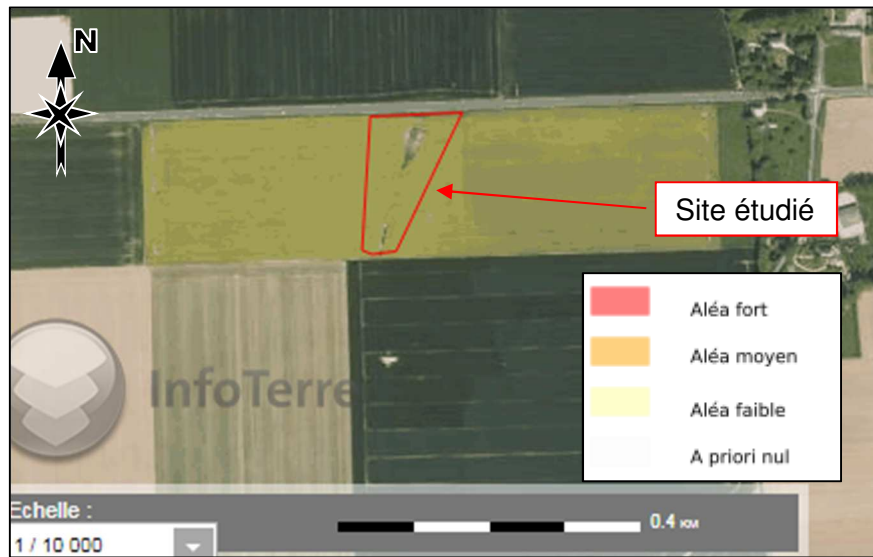 N
Site étudié
Aléa fort
Aléa moyen
Aléa faible
A priori nul
InfoTerre
Echelle :
0.4 KM
1 / 10 000